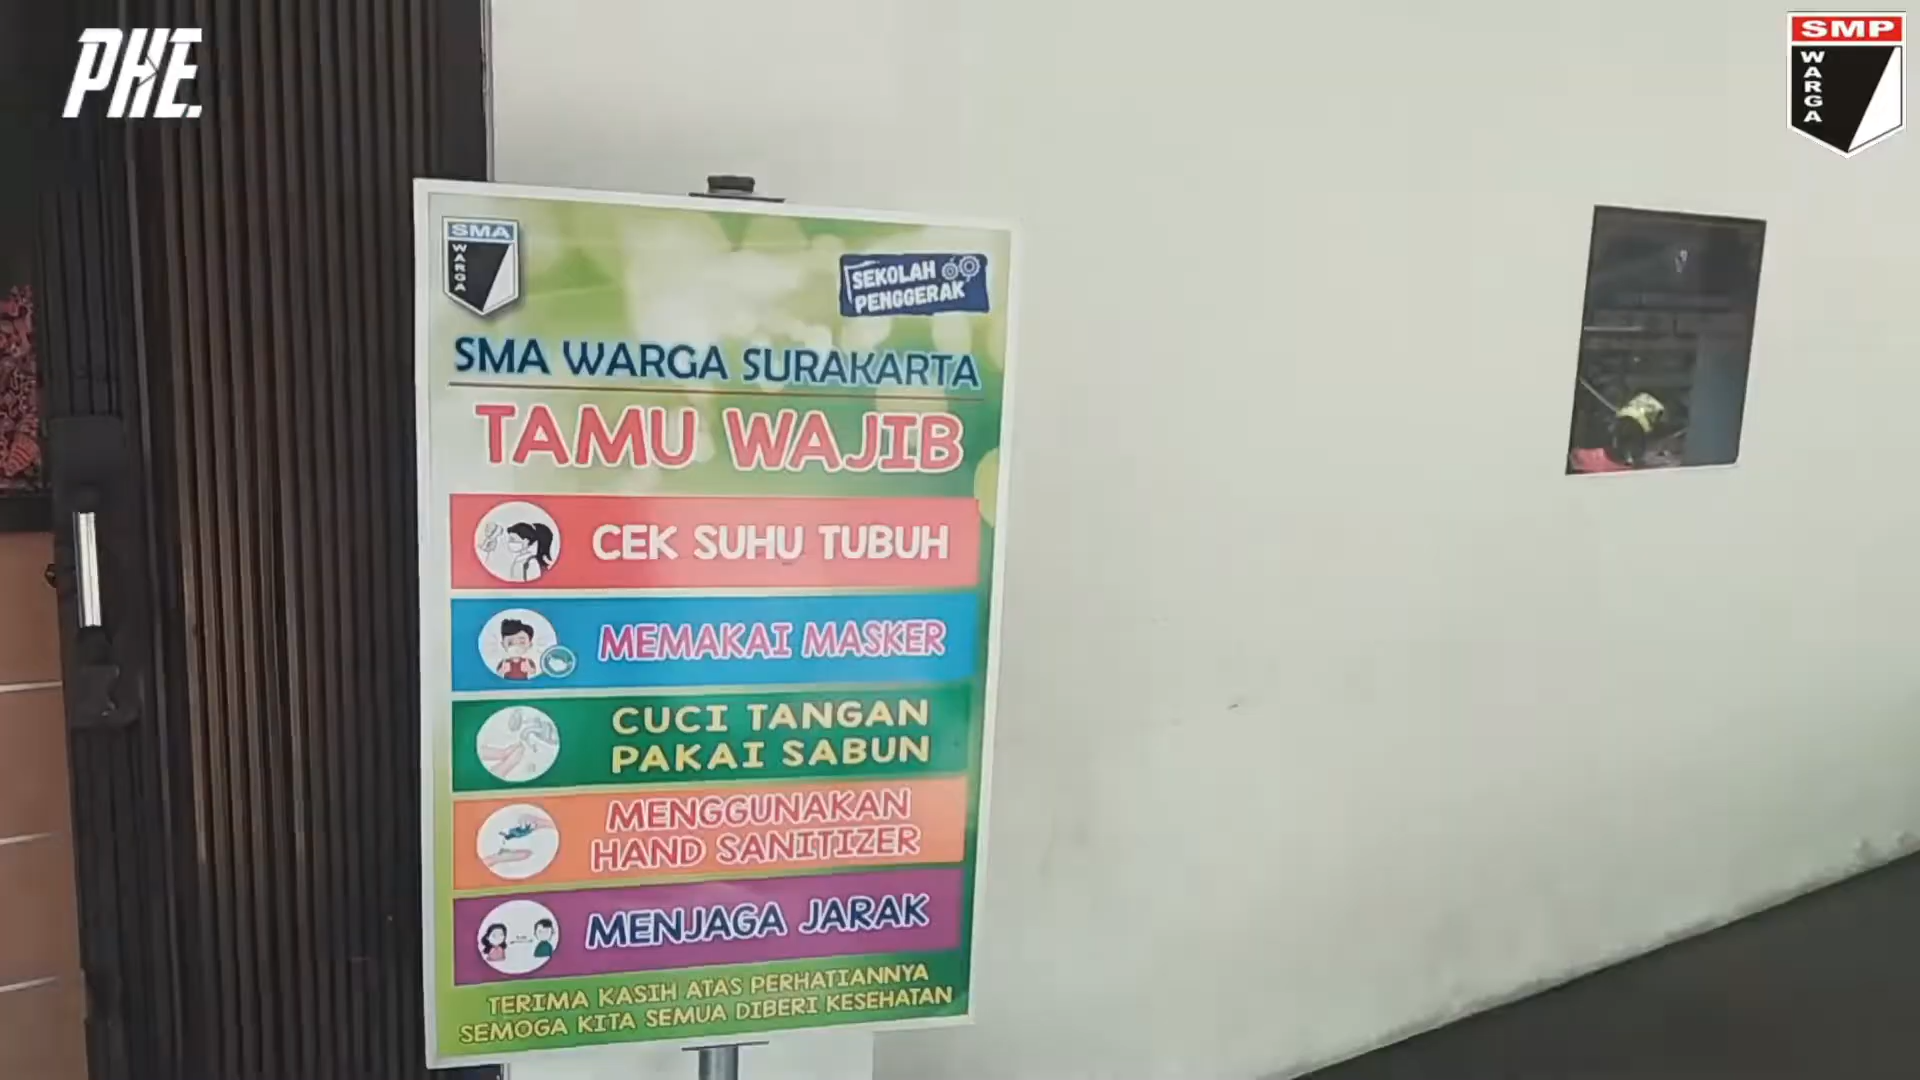 PHE.
SMP
WARGA
SMA
WARGA
SEKOLAH
PENGGERAK
SMA WARGA SURAKARTA
TAMU WAJIB
CEK SUHU TUBUH
MEMAKAI MASKER
CUCI TANGAN
PAKAI SABUN
MENGGUNAKAN
HAND SANITIZER
MENJAGA JARAK
TERIMA KASIH ATAS PERHATIANNYA
SEMOGA KITA SEMUA DIBERI KESEHATAN